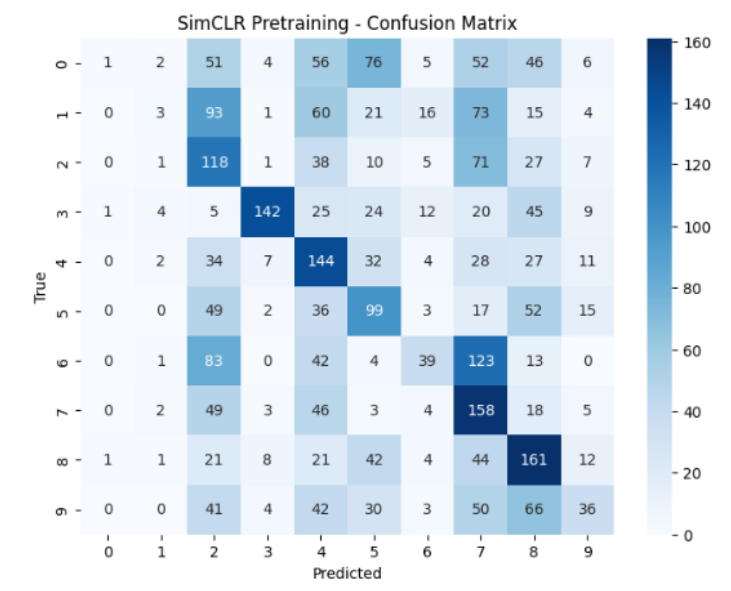 SimCLR Pretraining - Confusion Matrix
0 1 2 51 4 56 76 5 52 46 6
1 0 3 93 1 60 21 16 73 15 4
2 0 1 118 1 38 10 5 71 27 7
3 1 4 5 142 25 24 12 20 45 9
4 0 2 34 7 144 32 4 28 27 11
5 0 0 49 2 36 99 3 17 52 15
6 0 1 83 0 42 4 39 123 13 0
7 0 2 49 3 46 3 4 158 18 5
8 1 1 21 8 21 42 4 44 161 12
9 0 0 41 4 42 30 3 50 66 36
0 1 2 3 4 5 6 7 8 9
Predicted
True
160
140
120
100
80
60
40
20
0